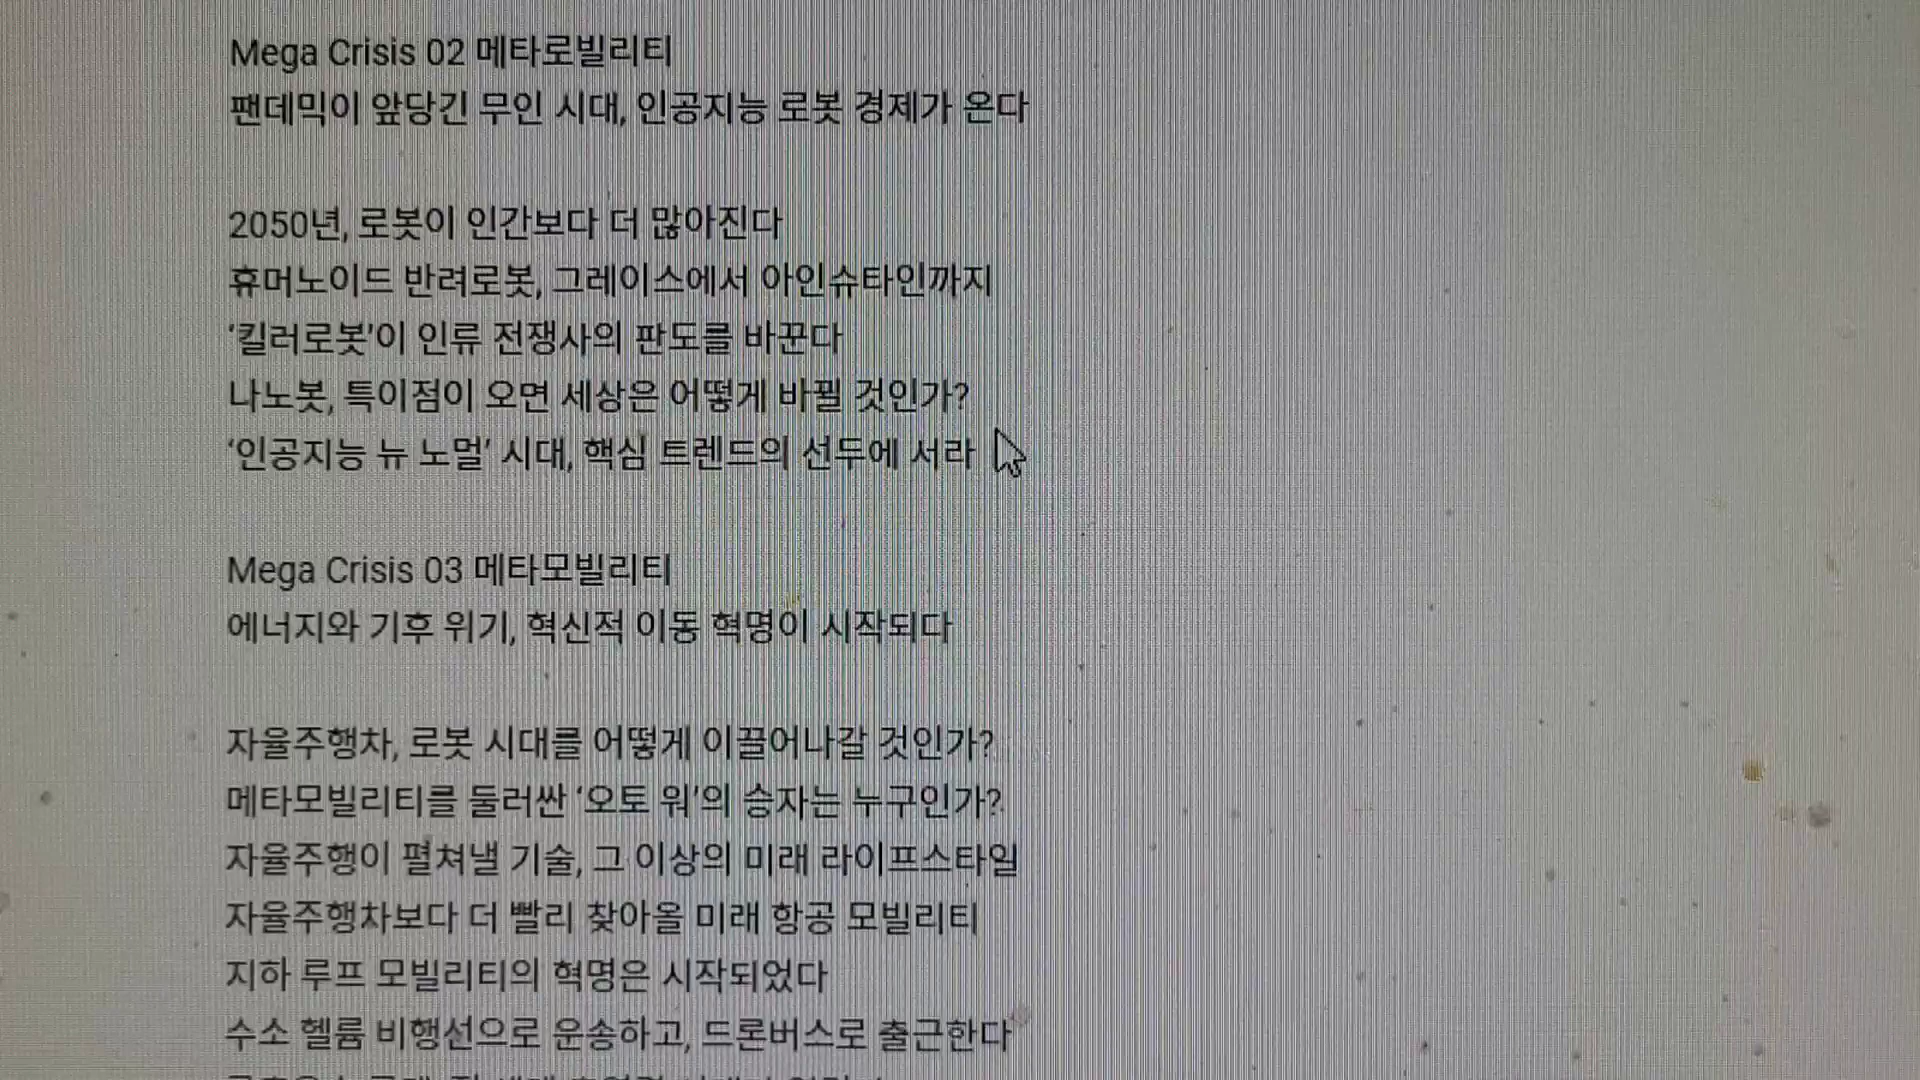 Mega Crisis 02 메타로빌리티
팬데믹이 앞당긴 무인 시대, 인공지능 로봇 경제가 온다
2050년, 로봇이 인간보다 더 많아진다
휴머노이드 반려로봇, 그레이스에서 아인슈타인까지
‘킬러로봇’이 인류 전쟁사의 판도를 바꾼다
나노봇, 특이점이 오면 세상은 어떻게 바뀔 것인가?
‘인공지능 뉴 노멀’ 시대, 핵심 트렌드의 선두에 서라
Mega Crisis 03 메타모빌리티
에너지와 기후 위기, 혁신적 이동 혁명이 시작되다
자율주행차, 로봇 시대를 어떻게 이끌어나갈 것인가?
메타모빌리티를 둘러싼 ‘오토 워’의 승자는 누구인가?
자율주행이 펼쳐낼 기술, 그 이상의 미래 라이프스타일
자율주행차보다 더 빨리 찾아올 미래 항공 모빌리티
지하 루프 모빌리티의 혁명은 시작되었다
수소 헬륨 비행선으로 운송하고, 드론버스로 출근한다